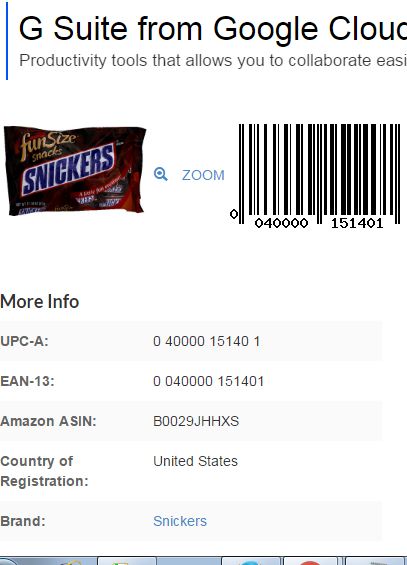 G Suite from Google Cloud
Productivity tools that allows you to collaborate easi
funSize
snacks
SNICKERS
ZOOM
0 040000 151401
More Info
UPC-A: 0 40000 15140 1
EAN-13: 0 040000 151401
Amazon ASIN: B0029JHHXS
Country of Registration: United States
Brand: Snickers